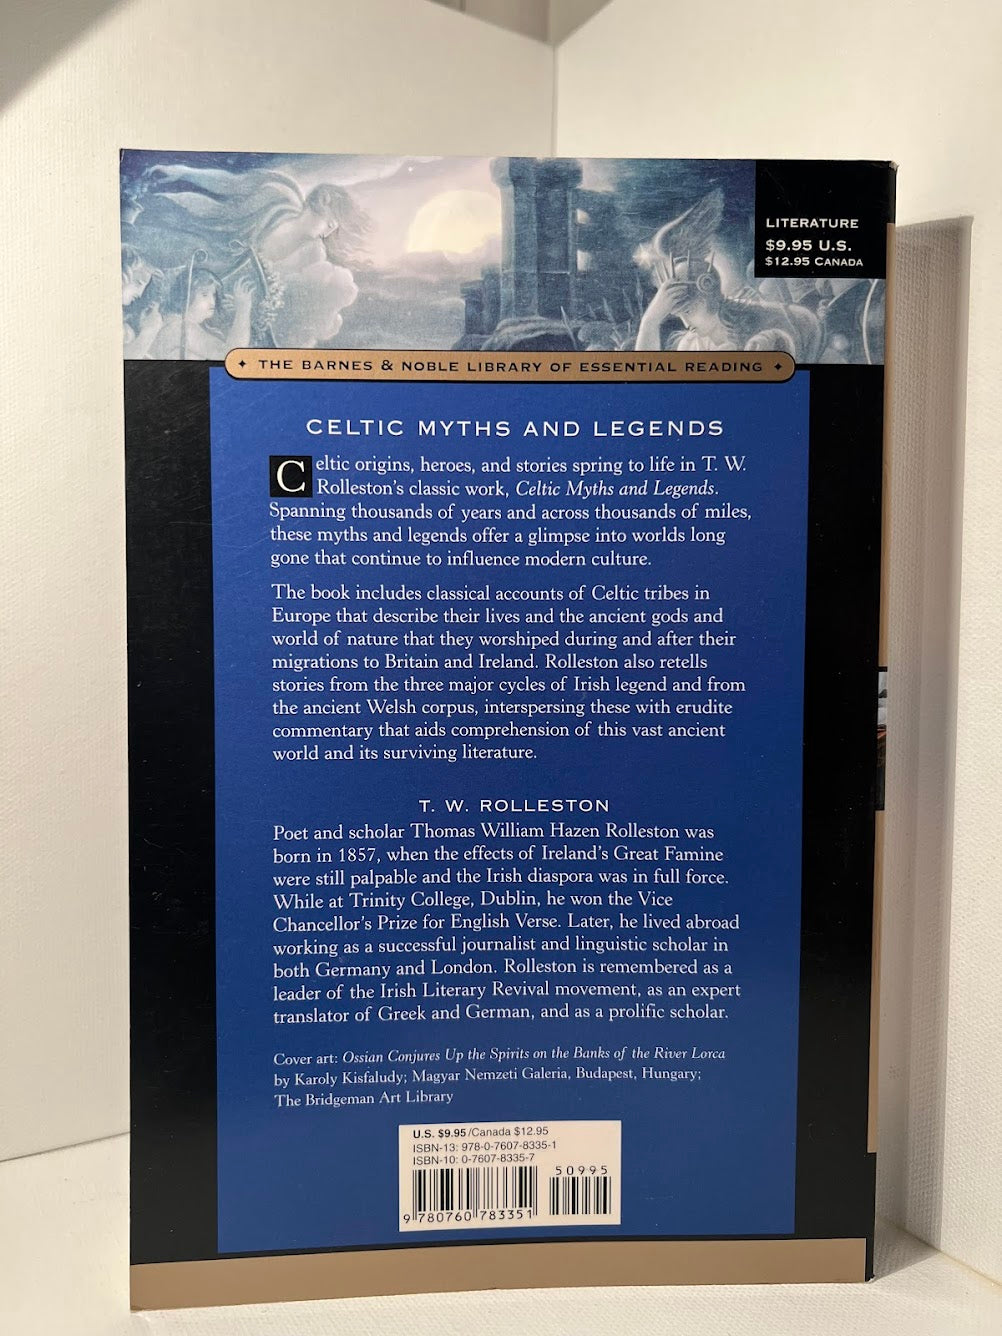 LITERATURE
$9.95 U.S.
$12.95 CANADA
THE BARNES & NOBLE LIBRARY OF ESSENTIAL READING
CELTIC MYTHS AND LEGENDS
Celtic origins, heroes, and stories spring to life in T. W.
Rolleston's classic work, Celtic Myths and Legends.
Spanning thousands of years and across thousands of miles,
these myths and legends offer a glimpse into worlds long
gone that continue to influence modern culture.
The book includes classical accounts of Celtic tribes in
Europe that describe their lives and the ancient gods and
world of nature that they worshiped during and after their
migrations to Britain and Ireland. Rolleston also retells
stories from the three major cycles of Irish legend and from
the ancient Welsh corpus, interspersing these with erudite
commentary that aids comprehension of this vast ancient
world and its surviving literature.
T. W. ROLLESTON
Poet and scholar Thomas William Hazen Rolleston was
born in 1857, when the effects of Ireland's Great Famine
were still palpable and the Irish diaspora was in full force.
While at Trinity College, Dublin, he won the Vice
Chancellor's Prize for English Verse. Later, he lived abroad
working as a successful journalist and linguistic scholar in
both Germany and London. Rolleston is remembered as a
leader of the Irish Literary Revival movement, as an expert
translator of Greek and German, and as a prolific scholar.
Cover art: Ossian Conjures Up the Spirits on the Banks of the River Lorca
by Karoly Kisfaludy; Magyar Nemzeti Galeria, Budapest, Hungary;
The Bridgeman Art Library
U.S. $9.95/Canada $12.95
ISBN-13: 978-0-7607-8335-1
ISBN-10: 0-7607-8335-7
50995
9 780760 783351